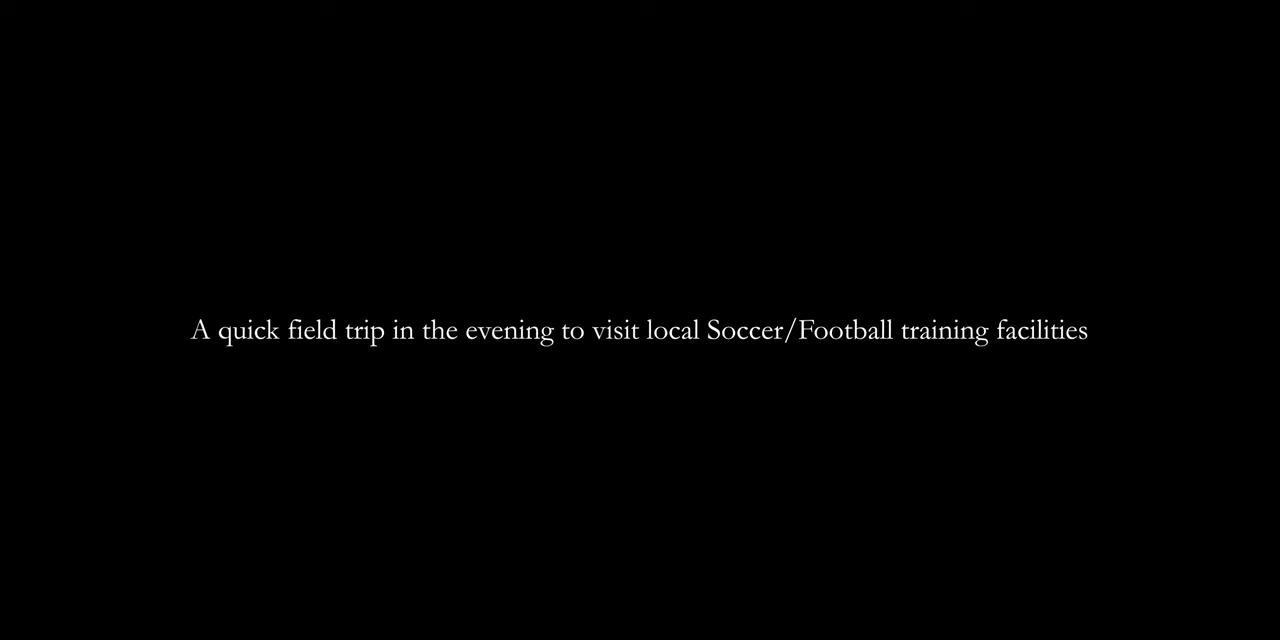 A quick field trip in the evening to visit local Soccer/Football training facilities